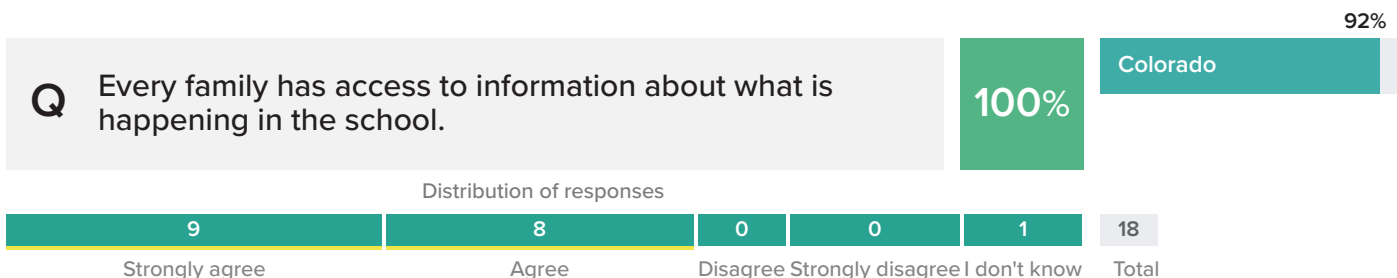 92%
Q
Every family has access to information about what is
happening in the school.
100%
Colorado
Distribution of responses
9 8 0 0 1 18
Strongly agree Agree Disagree Strongly disagree I don't know Total